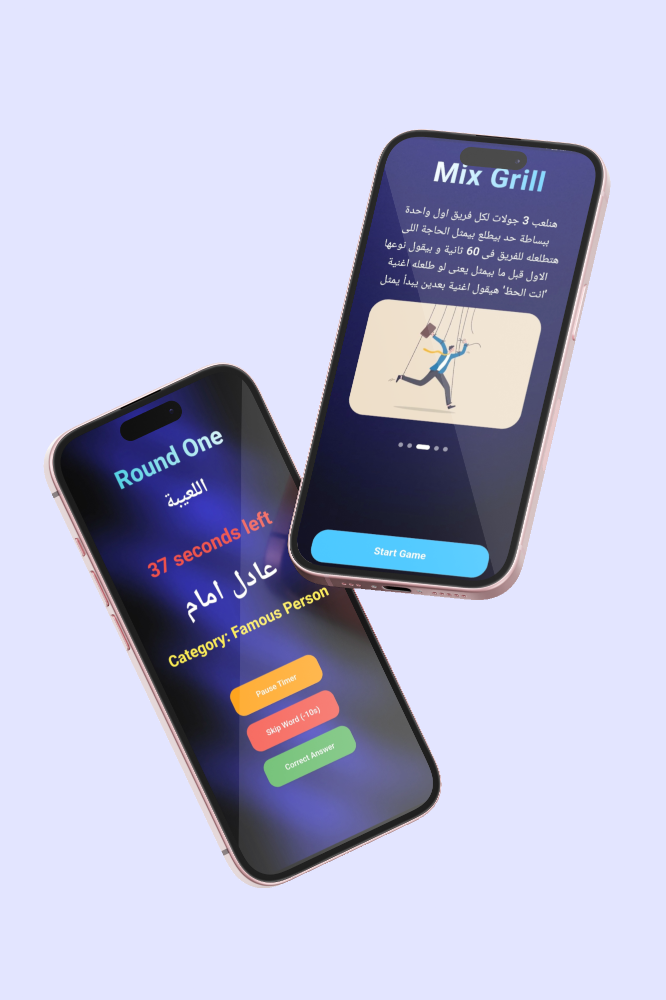 Mix Grill
هنلعب 3 جولات لكل فريق اول واحدة
ببساطة حد بيطلع بيمثل الحاجة اللى
هتطلعله للفريق فى 60 ثانية و بيقول نوعها
الاول قبل ما بيمثل يعنى لو طلعله اغنية
'انت الحظ' هيقول اغنية بعدين يبدأ يمثل
Start Game
Round One
اللعيبة
37 seconds left
عادل امام
Category: Famous Person
Pause Timer
Skip Word (-10s)
Correct Answer